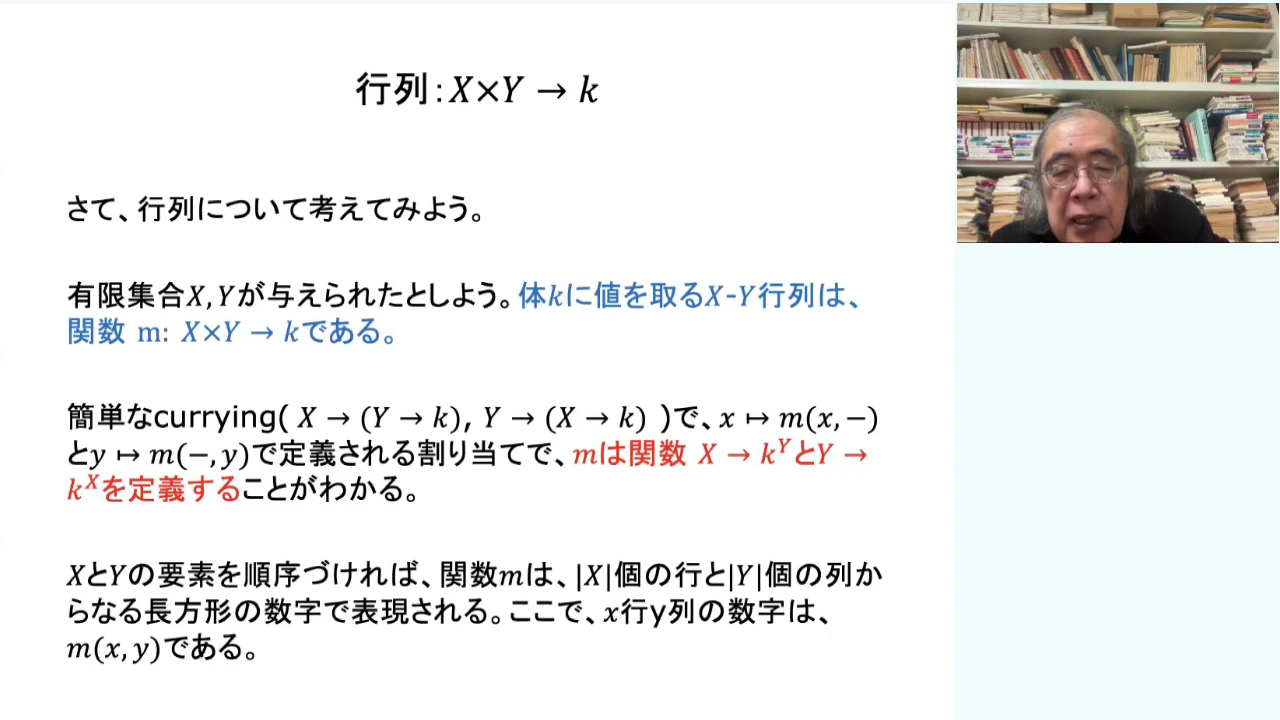 行列:X×Y → k
さて、行列について考えてみよう。
有限集合X, Yが与えられたとしよう。体kに値を取るX-Y行列は、
関数 m: X×Y → kである。
簡単なcurrying( X → (Y → k), Y → (X → k) )で、x ↦ m(x, −)
とy ↦ m(−, y)で定義される割り当てで、mは関数 X → k^YとY →
k^Xを定義することがわかる。
XとYの要素を順序づければ、関数mは、|X|個の行と|Y|個の列か
らなる長方形の数字で表現される。ここで、x行y列の数字は、
m(x, y)である。